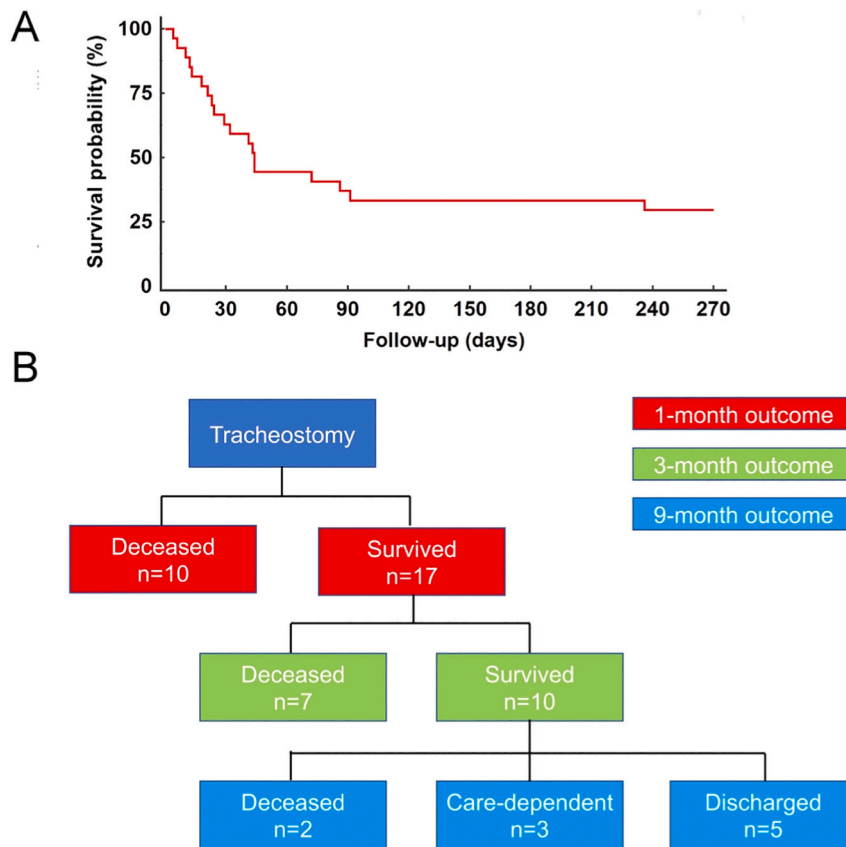 A
Survival probability (%)
100
75
50
25
0
0 30 60 90 120 150 180 210 240 270
Follow-up (days)
B
Tracheostomy
1-month outcome
3-month outcome
9-month outcome
Deceased
n=10
Survived
n=17
Deceased
n=7
Survived
n=10
Deceased
n=2
Care-dependent
n=3
Discharged
n=5